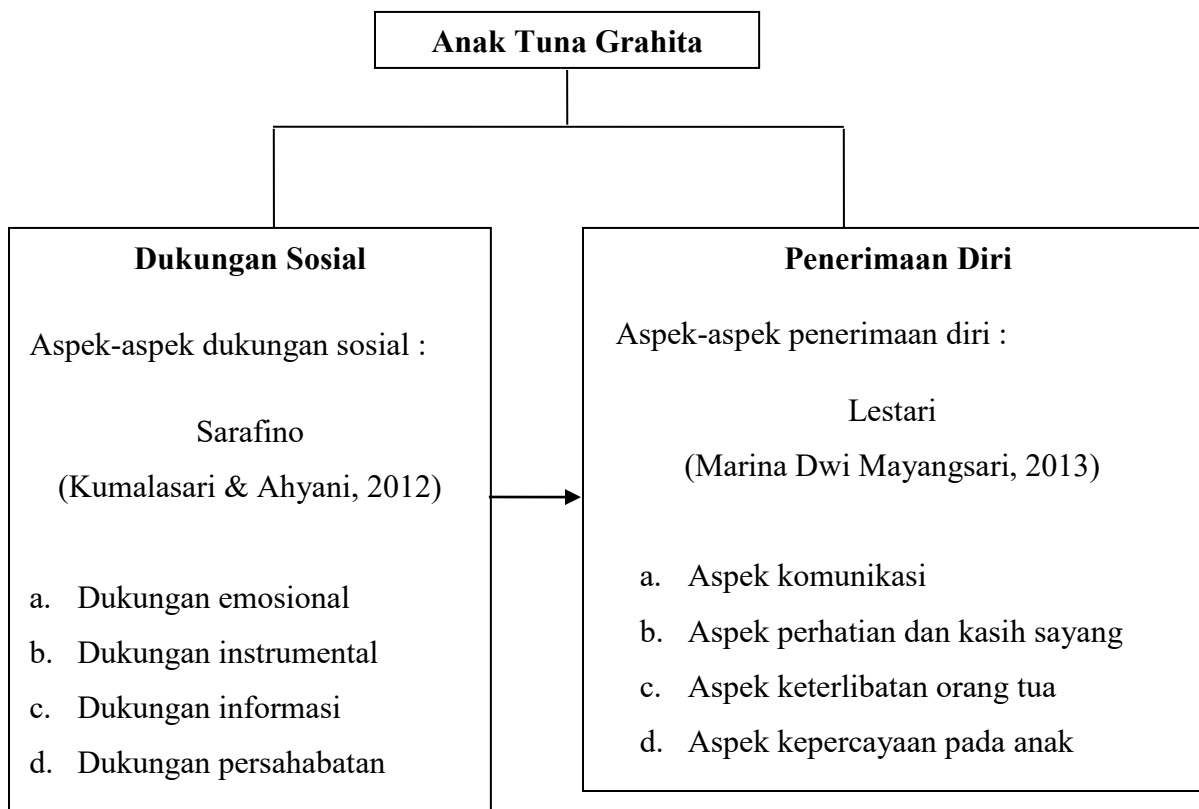 Anak Tuna Grahita
Dukungan Sosial
Aspek-aspek dukungan sosial :
Sarafino
(Kumalasari & Ahyani, 2012)
a. Dukungan emosional
b. Dukungan instrumental
c. Dukungan informasi
d. Dukungan persahabatan
Penerimaan Diri
Aspek-aspek penerimaan diri :
Lestari
(Marina Dwi Mayangsari, 2013)
a. Aspek komunikasi
b. Aspek perhatian dan kasih sayang
c. Aspek keterlibatan orang tua
d. Aspek kepercayaan pada anak